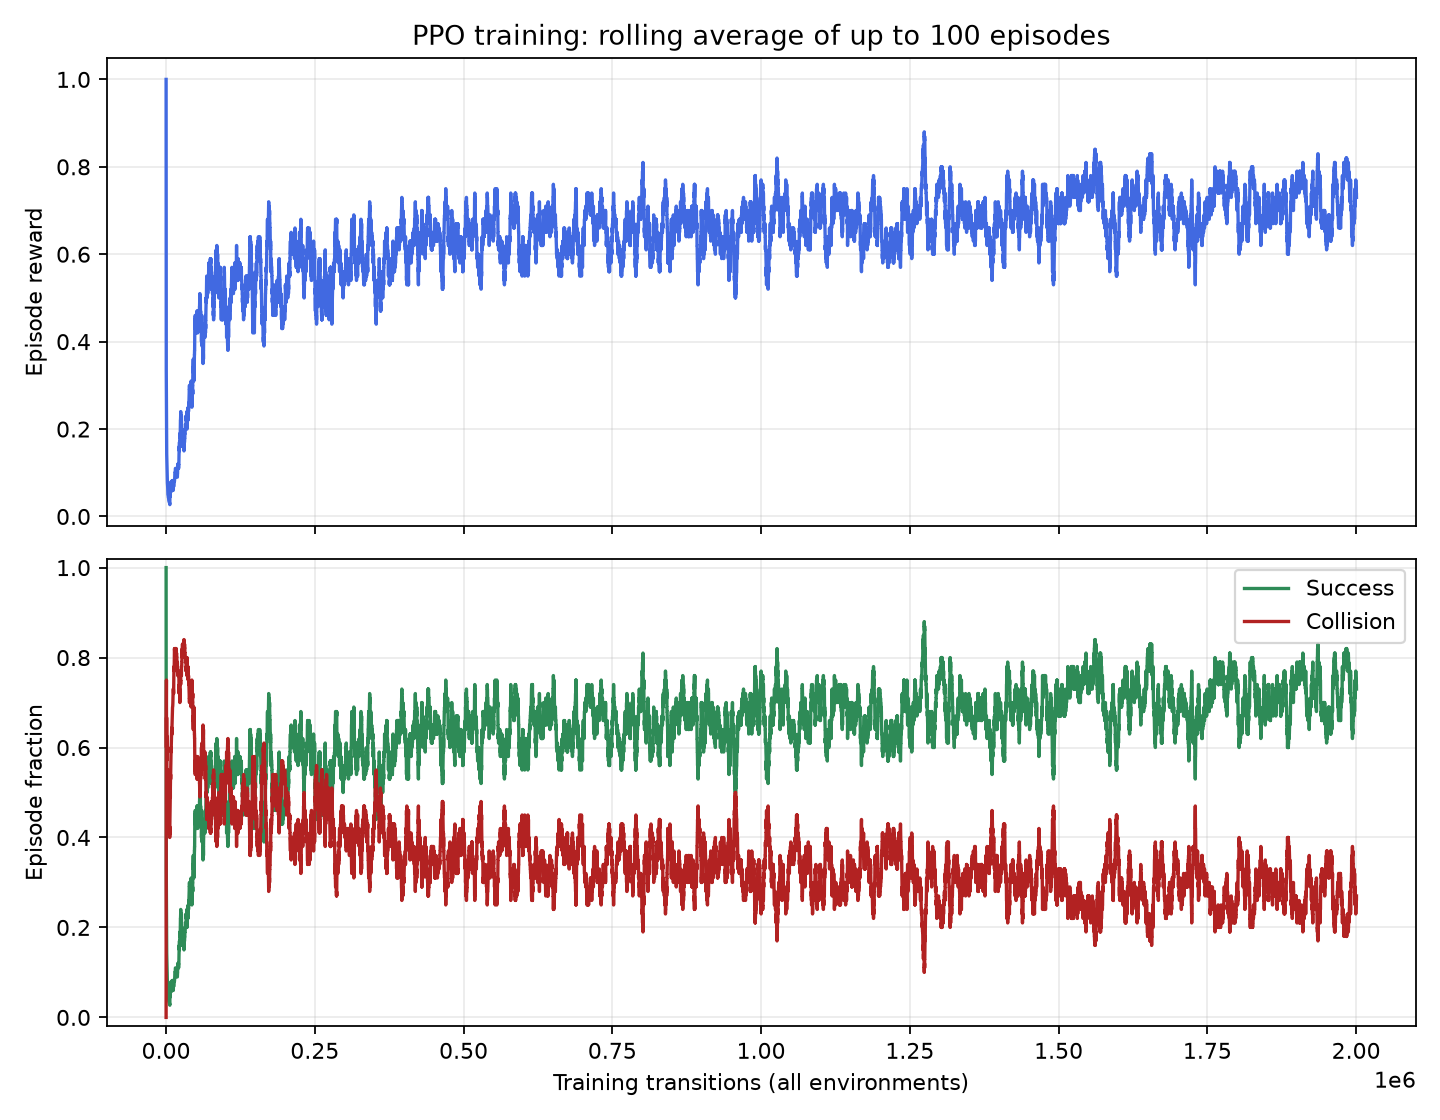 PPO training: rolling average of up to 100 episodes
1.0
0.8
0.6
0.4
0.2
0.0
Episode reward
1.0
0.8
0.6
0.4
0.2
0.0
Episode fraction
Success
Collision
0.00 0.25 0.50 0.75 1.00 1.25 1.50 1.75 2.00
1e6
Training transitions (all environments)